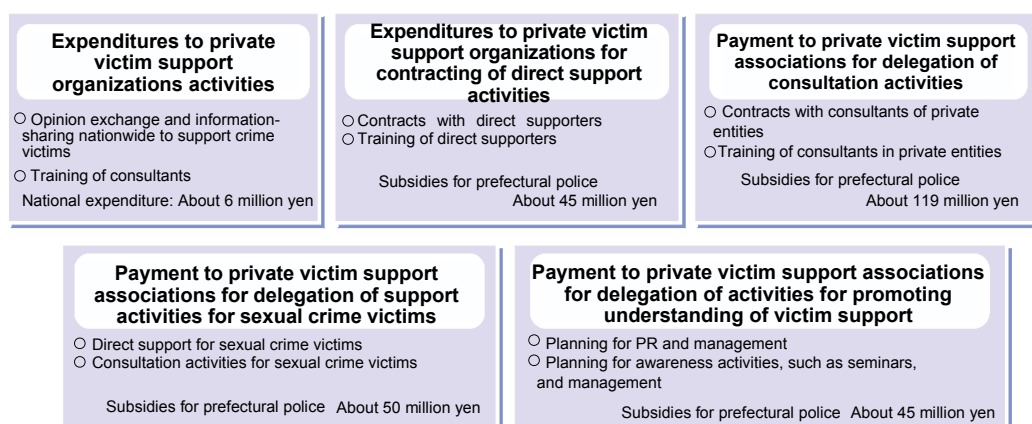 Expenditures to private
victim support
organizations activities
○ Opinion exchange and information-
sharing nationwide to support crime
victims
○ Training of consultants
National expenditure: About 6 million yen
Expenditures to private victim
support organizations for
contracting of direct support
activities
○ Contracts with direct supporters
○ Training of direct supporters
Subsidies for prefectural police
About 45 million yen
Payment to private victim support
associations for delegation of
consultation activities
○ Contracts with consultants of private
entities
○ Training of consultants in private entities
Subsidies for prefectural police
About 119 million yen
Payment to private victim support
associations for delegation of support
activities for sexual crime victims
○ Direct support for sexual crime victims
○ Consultation activities for sexual crime victims
Subsidies for prefectural police About 50 million yen
Payment to private victim support associations
for delegation of activities for promoting
understanding of victim support
○ Planning for PR and management
○ Planning for awareness activities, such as seminars,
and management
Subsidies for prefectural police About 45 million yen